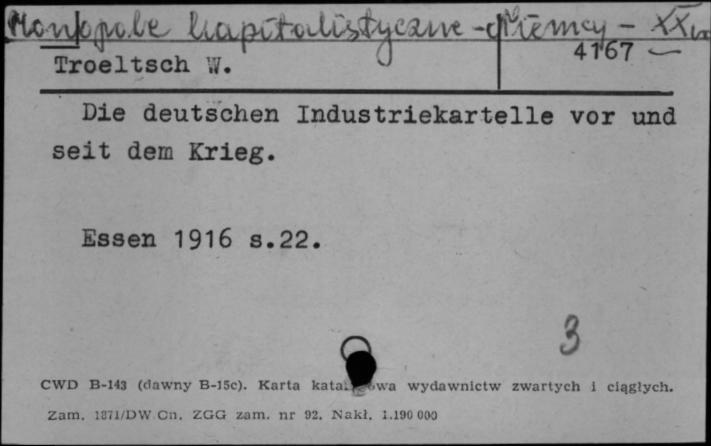 Monopole kapitalistyczne - Niemcy - XX w
4167
Troeltsch W.
Die deutschen Industriekartelle vor und
seit dem Krieg.
Essen 1916 s.22.
3
CWD B-143 (dawny B-15c). Karta katalogowa wydawnictw zwartych i ciągłych.
Zam. 1871/DW Cn. ZGG zam. nr 92. Nakł. 1.190 000